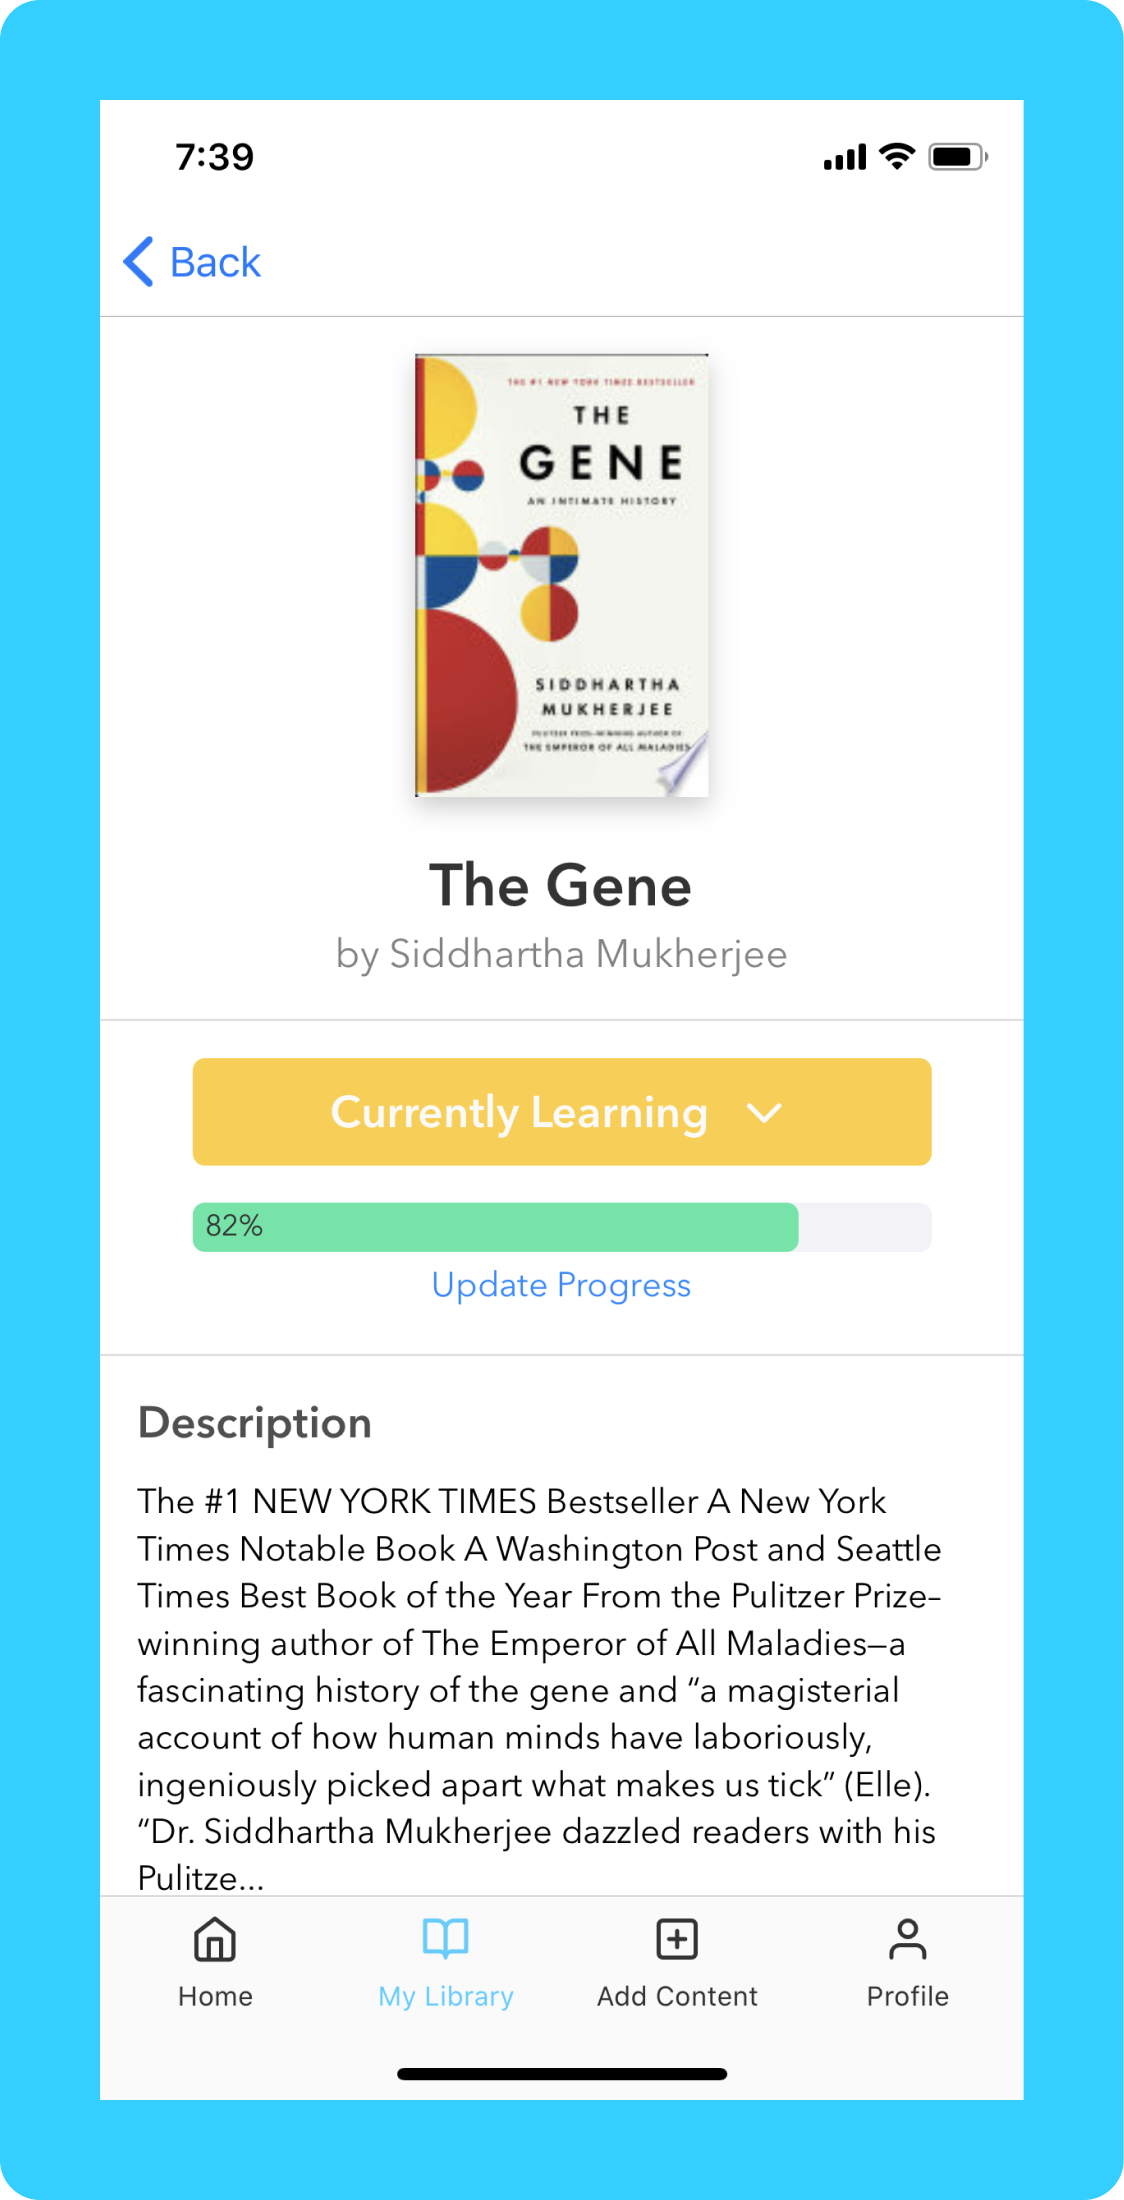 7:39
Back
THE #1 NEW YORK TIMES BESTSELLER
THE
GENE
AN INTIMATE HISTORY
SIDDHARTHA
MUKHERJEE
PULITZER PRIZE–WINNING AUTHOR OF
THE EMPEROR OF ALL MALADIES
The Gene
by Siddhartha Mukherjee
Currently Learning
82%
Update Progress
Description
The #1 NEW YORK TIMES Bestseller A New York
Times Notable Book A Washington Post and Seattle
Times Best Book of the Year From the Pulitzer Prize–
winning author of The Emperor of All Maladies—a
fascinating history of the gene and “a magisterial
account of how human minds have laboriously,
ingeniously picked apart what makes us tick” (Elle).
“Dr. Siddhartha Mukherjee dazzled readers with his
Pulitze...
Home
My Library
Add Content
Profile